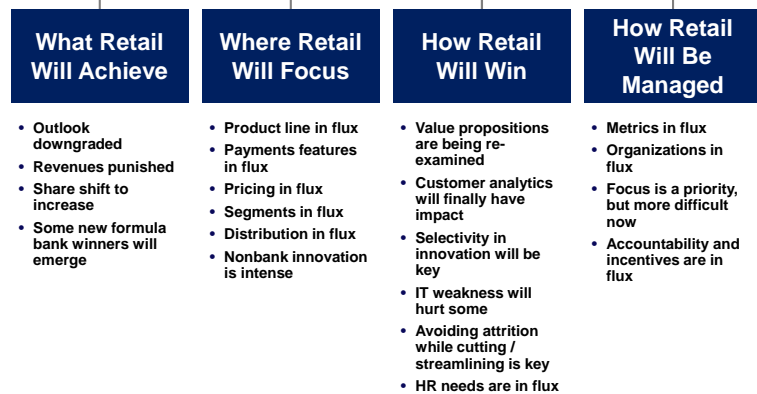 What Retail
Will Achieve
• Outlook
downgraded
• Revenues punished
• Share shift to
increase
• Some new formula
bank winners will
emerge
Where Retail
Will Focus
• Product line in flux
• Payments features
in flux
• Pricing in flux
• Segments in flux
• Distribution in flux
• Nonbank innovation
is intense
How Retail
Will Win
• Value propositions
are being re-
examined
• Customer analytics
will finally have
impact
• Selectivity in
innovation will be
key
• IT weakness will
hurt some
• Avoiding attrition
while cutting /
streamlining is key
• HR needs are in flux
How Retail
Will Be
Managed
• Metrics in flux
• Organizations in
flux
• Focus is a priority,
but more difficult
now
• Accountability and
incentives are in
flux